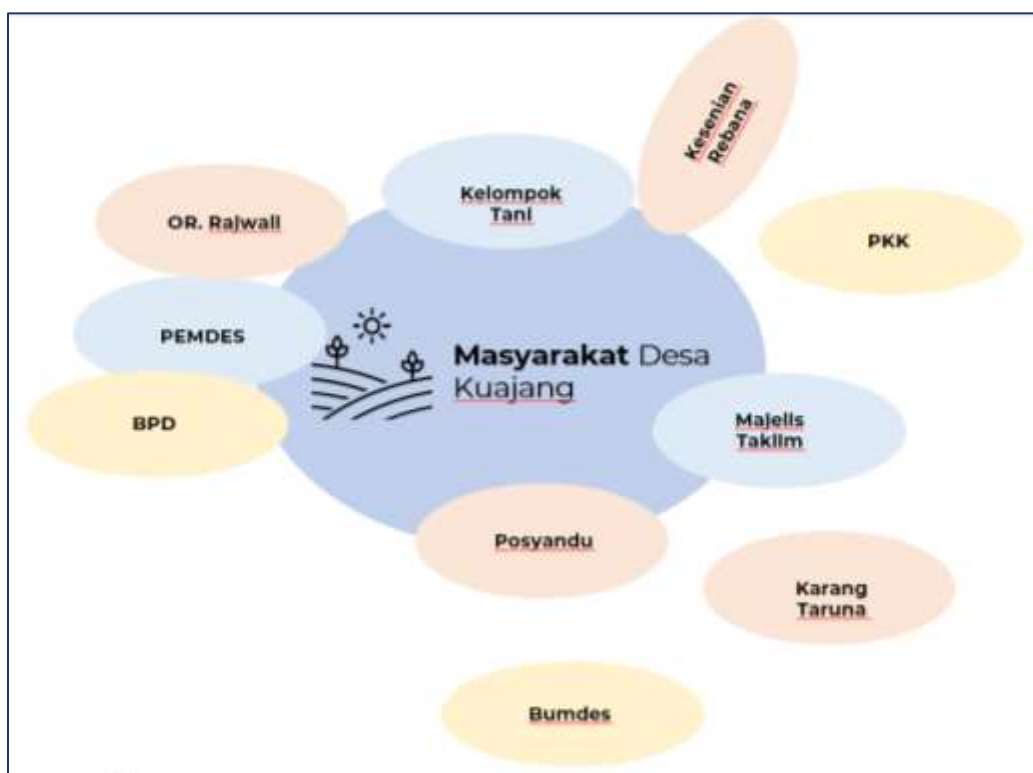 Kesenian
Rebana
Kelompok
Tani
OR. Rajwali
PKK
PEMDES
Masyarakat Desa
Kuajang
BPD
Majelis
Taklim
Posyandu
Karang
Taruna
Bumdes